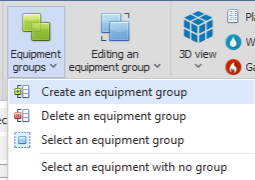 Equipment
groups
Editing an
equipment group
3D view
Create an equipment group
Delete an equipment group
Select an equipment group
Select an equipment with no group